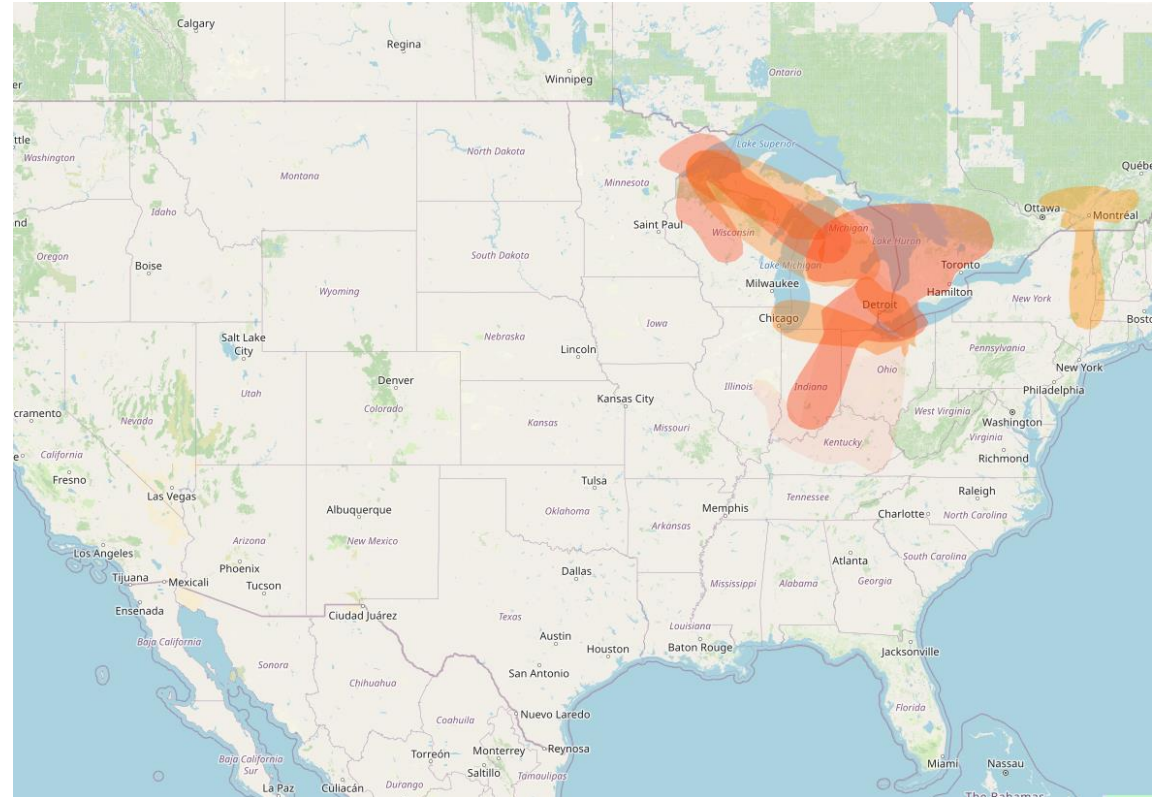 Calgary
Regina
Winnipeg
Ontario
er
ttle
Washington
Montana
North Dakota
Minnesota
Lake Superior
Québe
Ottawa
Montréal
nd
Idaho
Saint Paul
Wisconsin
Michigan
Lake Huron
Oregon
Boise
South Dakota
Lake Michigan
Toronto
Wyoming
Milwaukee
Hamilton
Detroit
New York
Chicago
Bosto
Salt Lake
City
Nebraska
Iowa
Lincoln
Pennsylvania
New York
Utah
Denver
Illinois
Indiana
Ohio
Philadelphia
Colorado
Kansas City
cramento
Nevada
Kansas
Missouri
West Virginia
Washington
Kentucky
Virginia
e
California
Richmond
Fresno
Las Vegas
Tulsa
Raleigh
Tennessee
Albuquerque
Memphis
Charlotte
North Carolina
Oklahoma
Arkansas
Los Angeles
Arizona
New Mexico
South Carolina
Atlanta
Phoenix
Dallas
Tijuana
Mexicali
Tucson
Mississippi
Alabama
Georgia
Ensenada
Ciudad Juárez
Texas
Louisiana
Baja California
Austin
Houston
Baton Rouge
Jacksonville
Sonora
San Antonio
Chihuahua
Florida
Nuevo Laredo
Coahuila
Baja California
Sur
Torreón
Monterrey
Reynosa
Miami
Nassau
Saltillo
Tamaulipas
La Paz
Culiacán
Durango
The Bahamas